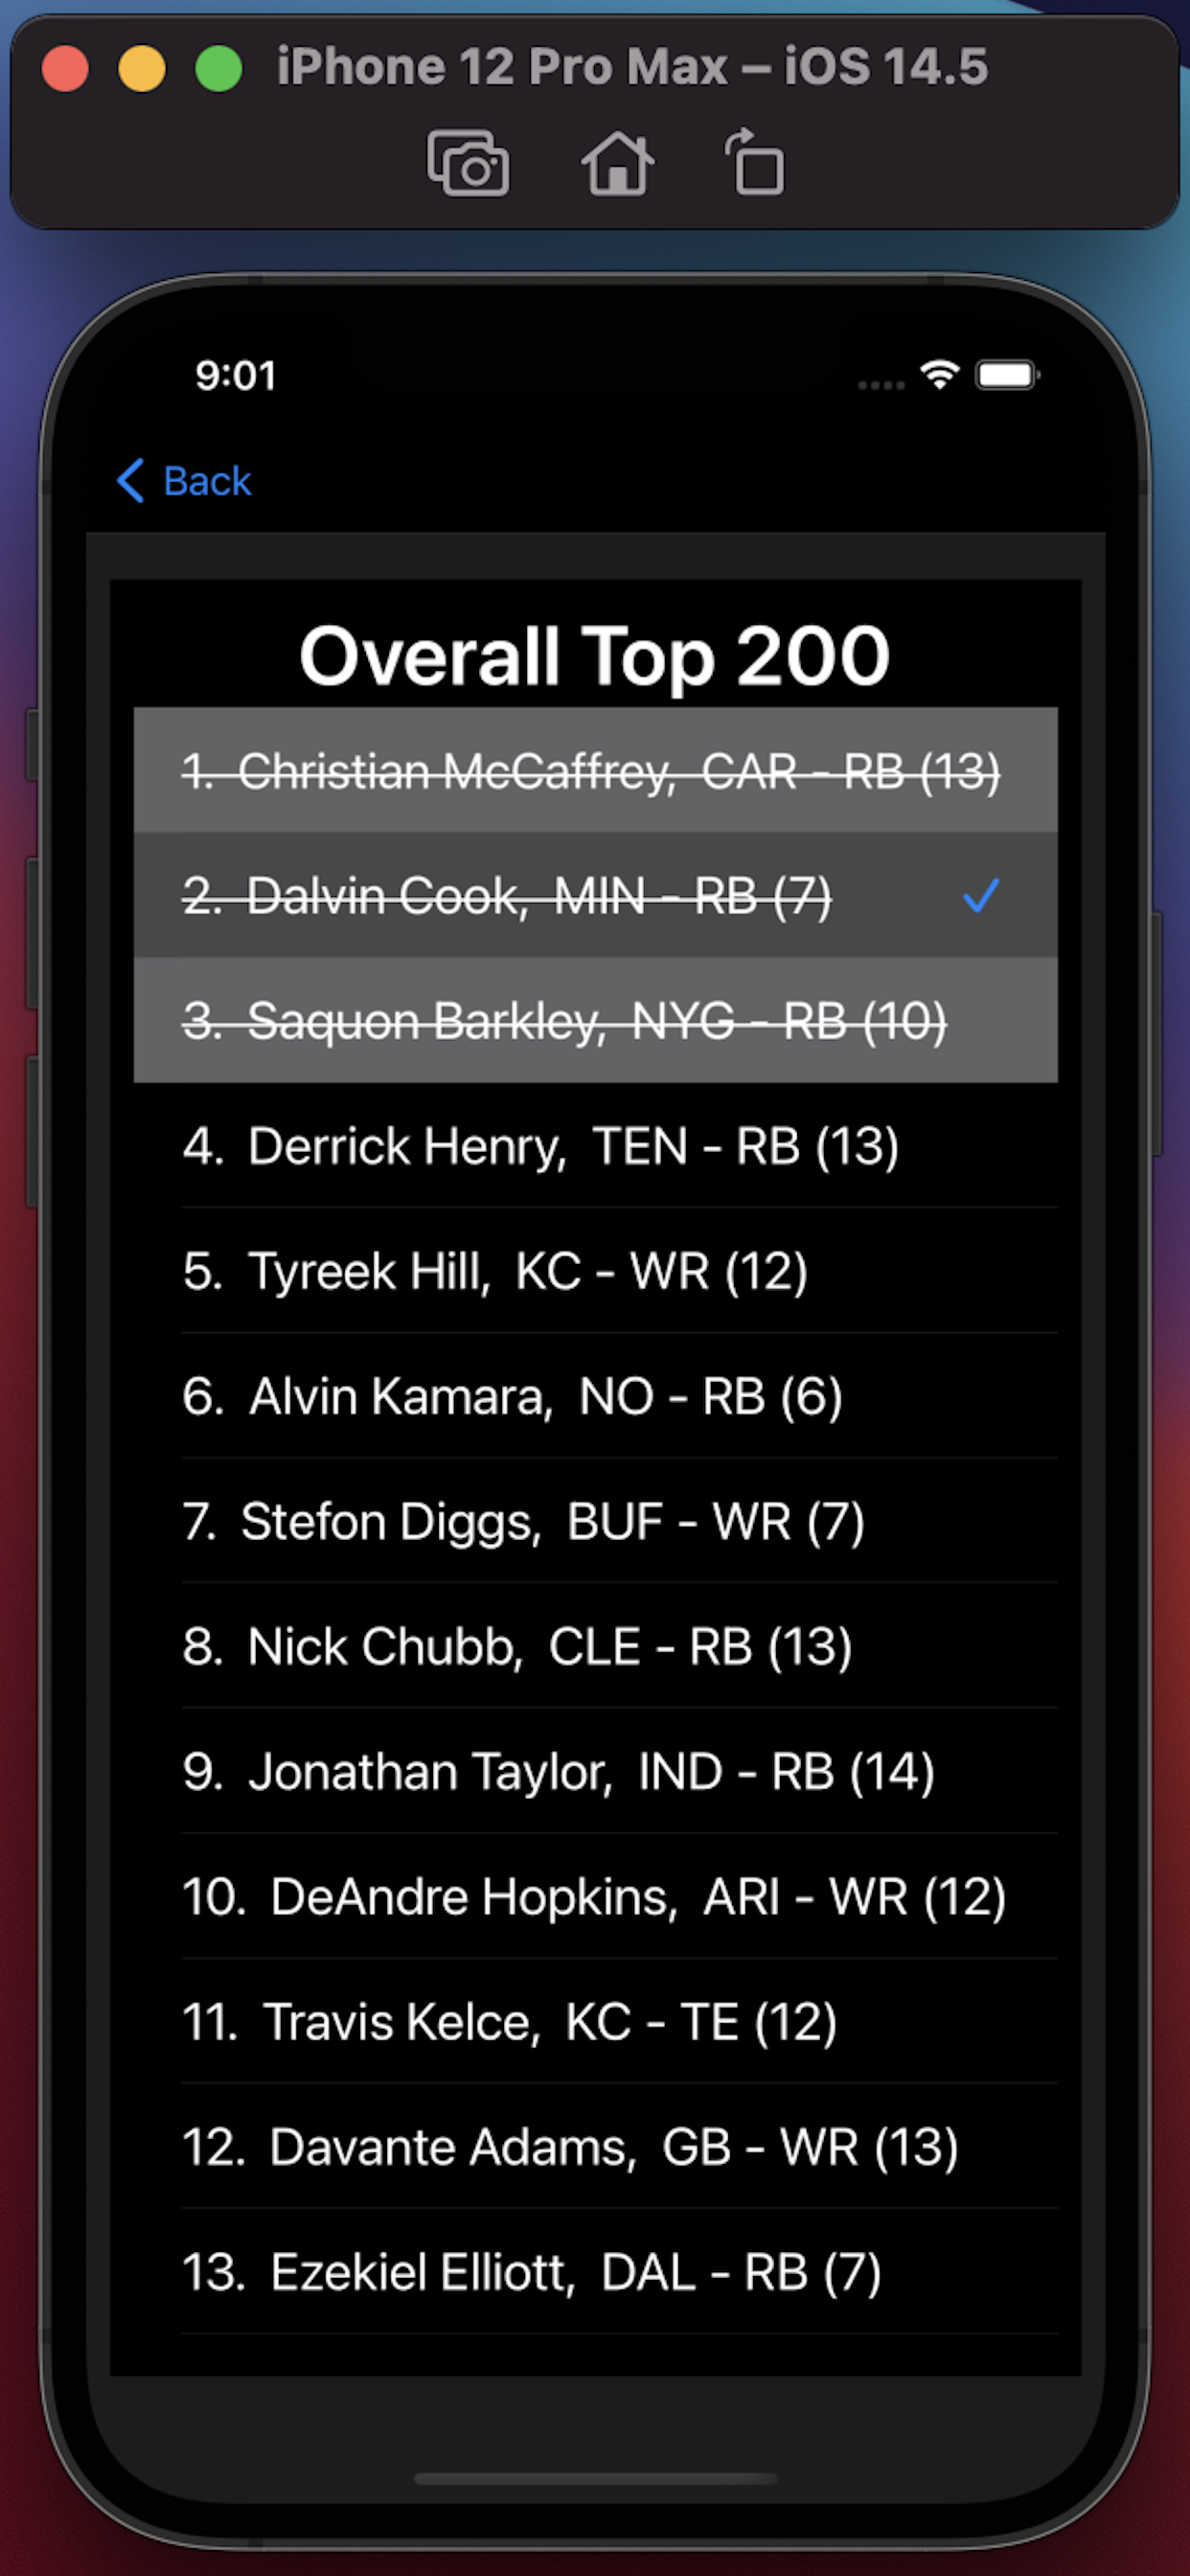 iPhone 12 Pro Max – iOS 14.5
9:01
Back
Overall Top 200
1. Christian McCaffrey, CAR - RB (13)
2. Dalvin Cook, MIN - RB (7)
3. Saquon Barkley, NYG - RB (10)
4. Derrick Henry, TEN - RB (13)
5. Tyreek Hill, KC - WR (12)
6. Alvin Kamara, NO - RB (6)
7. Stefon Diggs, BUF - WR (7)
8. Nick Chubb, CLE - RB (13)
9. Jonathan Taylor, IND - RB (14)
10. DeAndre Hopkins, ARI - WR (12)
11. Travis Kelce, KC - TE (12)
12. Davante Adams, GB - WR (13)
13. Ezekiel Elliott, DAL - RB (7)